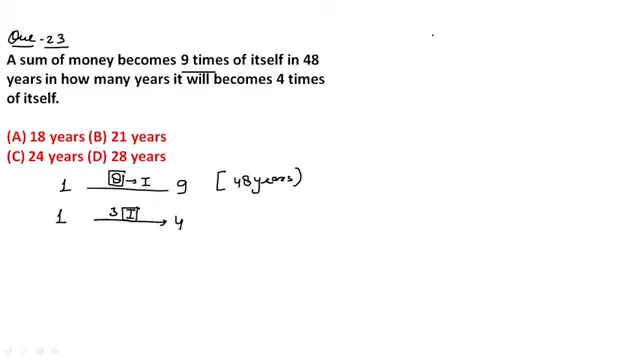 Que-23
A sum of money becomes 9 times of itself in 48
years in how many years it will becomes 4 times
of itself.
(A) 18 years (B) 21 years
(C) 24 years (D) 28 years
1 8 → I 9 [48 years)
1 3 I 4